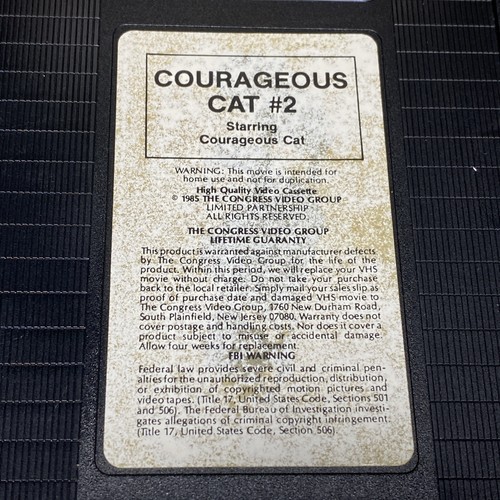 COURAGEOUS
CAT #2
Starring
Courageous Cat
WARNING: This movie is intended for
home use and not for duplication.
High Quality Video Cassette
© 1985 THE CONGRESS VIDEO GROUP
LIMITED PARTNERSHIP
ALL RIGHTS RESERVED.
THE CONGRESS VIDEO GROUP
LIFETIME GUARANTY
This product is warranted against manufacturer defects
by The Congress Video Group for the life of the
product. Within this period, we will replace your VHS
movie without charge. Do not take your purchase
back to the local retailer. Simply mail your sales slip as
proof of purchase date and damaged VHS movie to
The Congress Video Group, 1760 New Durham Road,
South Plainfield, New Jersey 07080. Warranty does not
cover postage and handling costs. Nor does it cover a
product subject to misuse or accidental damage.
Allow four weeks for replacement.
FBI WARNING
Federal law provides severe civil and criminal pen-
alties for the unauthorized reproduction, distribution,
or exhibition of copyrighted motion pictures and
video tapes. (Title 17, United States Code, Sections 501
and 506). The Federal Bureau of Investigation investi-
gates allegations of criminal copyright infringement.
(Title 17, United States Code, Section 506).